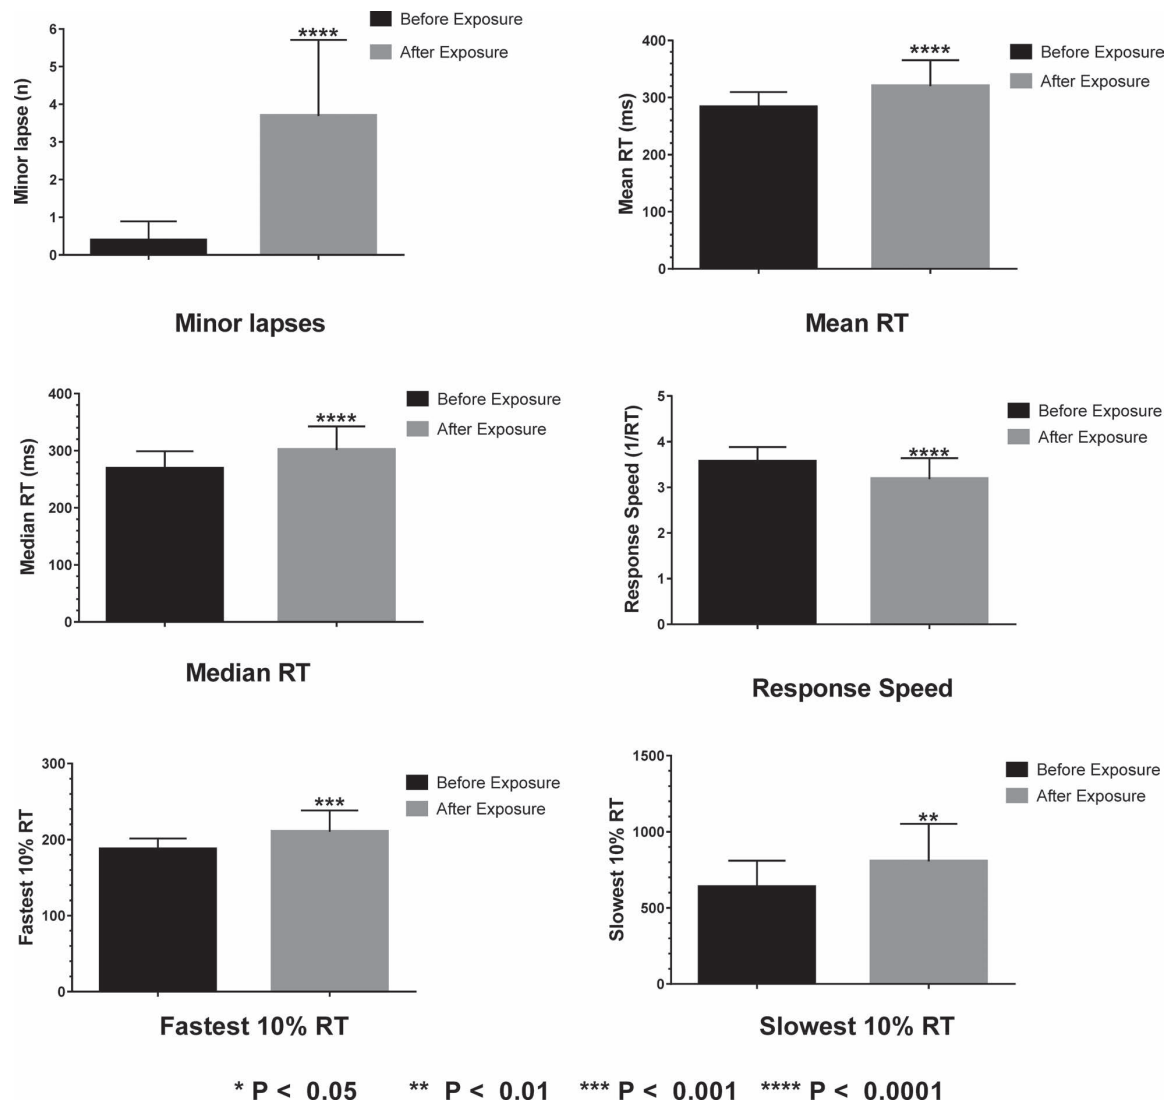 Before Exposure
After Exposure
****
Minor lapse (n)
6
5
4
3
2
1
0
Minor lapses
Before Exposure
After Exposure
****
Mean RT (ms)
400
300
200
100
0
Mean RT
Before Exposure
After Exposure
****
Median RT (ms)
400
300
200
100
0
Median RT
Before Exposure
After Exposure
****
Response Speed (1/RT)
5
4
3
2
1
0
Response Speed
Before Exposure
After Exposure
***
Fastest 10% RT
300
200
100
0
Fastest 10% RT
Before Exposure
After Exposure
**
Slowest 10% RT
1500
1000
500
0
Slowest 10% RT
* P < 0.05 ** P < 0.01 *** P < 0.001 **** P < 0.0001